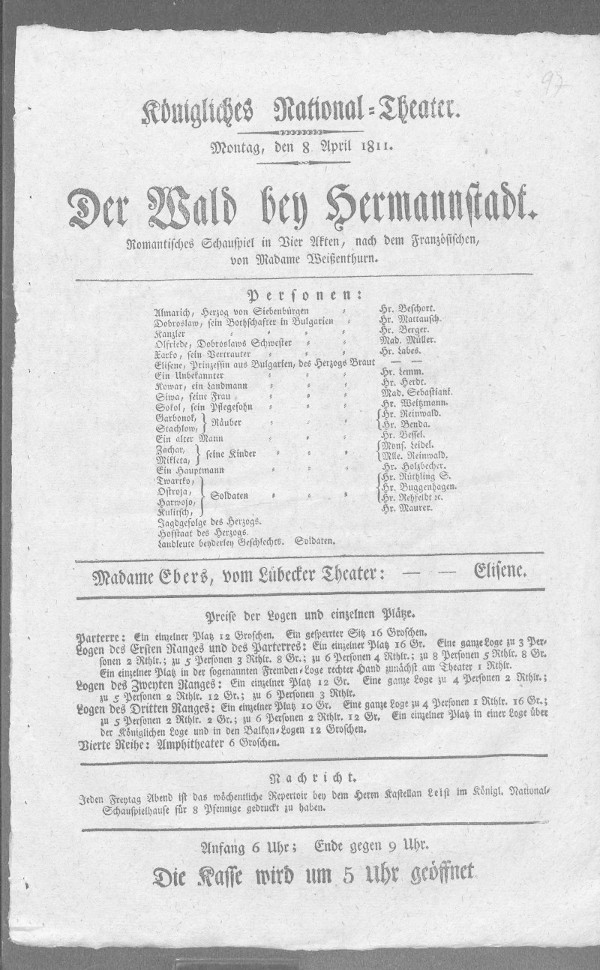 97
Königliches National-Theater.
Montag, den 8 April 1811.
Der Wald bey Hermannstadt.
Romantisches Schauspiel in Vier Akten, nach dem Französischen,
von Madame Weißenthurn.
Personen:
Almarich, Herzog von Siebenbürgen Hr. Beschort.
Dobroslaw, sein Bothschafter in Bulgarien Hr. Mattausch.
Kanzler Hr. Berger.
Olfriede, Dobroslaws Schwester Mad. Müller.
Xarko, sein Vertrauter Hr. Labes.
Elisene, Prinzessin aus Bulgarien, des Herzogs Braut — —
Ein Unbekannter Hr. Lemm.
Kowar, ein Landmann Hr. Herdt.
Siwa, seine Frau Mad. Sebastiani.
Sokol, sein Pflegesohn Hr. Weitzmann.
Garbonok, Räuber Hr. Reinwald.
Stachlow, Hr. Benda.
Ein alter Mann Hr. Bessel.
Zachar, seine Kinder Mons. Leidel.
Mikleta, Mlle. Reinwald.
Ein Hauptmann Hr. Holzbecher.
Twartko, Hr. Rüthling S.
Ostroja, Soldaten Hr. Buggenhagen.
Harwojo, Hr. Rehfeldt ic.
Kulitsch, Hr. Maurer.
Jagdgefolge des Herzogs.
Hofstaat des Herzogs.
Landleute beyderley Geschlechts. Soldaten.
Madame Ebers, vom Lübecker Theater: — — Elisene.
Preise der Logen und einzelnen Plätze.
Parterre: Ein einzelner Platz 12 Groschen. Ein gesperrter Sitz 16 Groschen.
Logen des Ersten Ranges und des Parterres: Ein einzelner Platz 16 Gr. Eine ganze Loge zu 3 Per-
sonen 2 Rthlr.; zu 5 Personen 3 Rthlr. 8 Gr.; zu 6 Personen 4 Rthlr.; zu 8 Personen 5 Rthlr. 8 Gr.
Ein einzelner Platz in der sogenannten Fremden-Loge rechter Hand zunächst am Theater 1 Rthlr.
Logen des Zweyten Ranges: Ein einzelner Platz 12 Gr. Eine ganze Loge zu 4 Personen 2 Rthlr.;
zu 5 Personen 2 Rthlr. 12 Gr.; zu 6 Personen 3 Rthlr.
Logen des Dritten Ranges: Ein einzelner Platz 10 Gr. Eine ganze Loge zu 4 Personen 1 Rthlr. 16 Gr.;
zu 5 Personen 2 Rthlr. 2 Gr.; zu 6 Personen 2 Rthlr. 12 Gr. Ein einzelner Platz in einer Loge über
der Königlichen Loge und in den Balkon-Logen 12 Groschen.
Vierte Reihe: Amphitheater 6 Groschen.
Nachricht.
Jeden Freytag Abend ist das wöchentliche Repertoir bey dem Herrn Kastellan Leist im Königl. National-
Schauspielhause für 8 Pfennige gedruckt zu haben.
Anfang 6 Uhr; Ende gegen 9 Uhr.
Die Kasse wird um 5 Uhr geöffnet